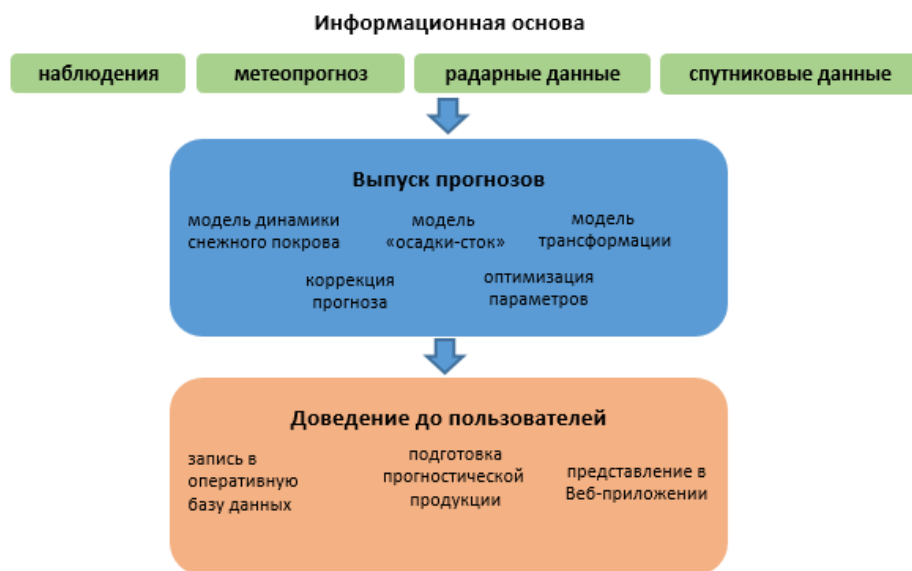 Информационная основа
наблюдения
метеопрогноз
радарные данные
спутниковые данные
Выпуск прогнозов
модель динамики
снежного покрова
модель
«осадки-сток»
модель
трансформации
коррекция
прогноза
оптимизация
параметров
Доведение до пользователей
запись в
оперативную
базу данных
подготовка
прогностической
продукции
представление в
Веб-приложении